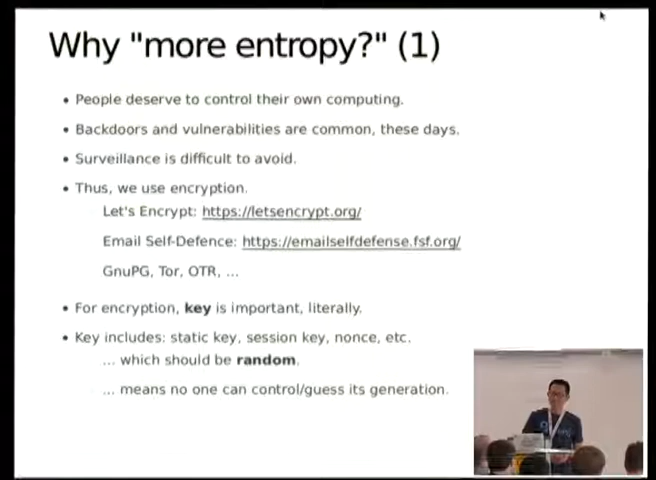 Why "more entropy?" (1)
• People deserve to control their own computing.
• Backdoors and vulnerabilities are common, these days.
• Surveillance is difficult to avoid.
• Thus, we use encryption.
Let's Encrypt: https://letsencrypt.org/
Email Self-Defence: https://emailselfdefense.fsf.org/
GnuPG, Tor, OTR, ...
• For encryption, key is important, literally.
• Key includes: static key, session key, nonce, etc.
... which should be random.
... means no one can control/guess its generation.